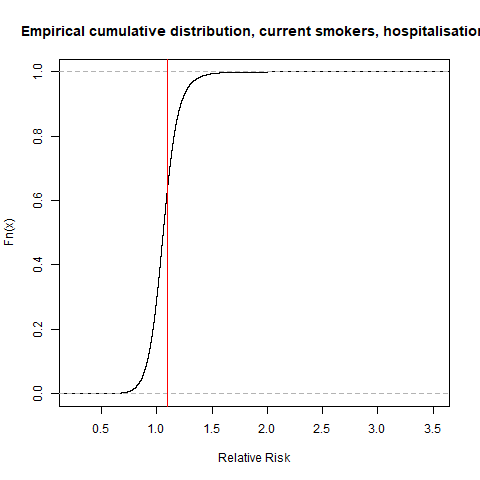 Empirical cumulative distribution, current smokers, hospitalisation
Fn(x)
1.0
0.8
0.6
0.4
0.2
0.0
0.5 1.0 1.5 2.0 2.5 3.0 3.5
Relative Risk